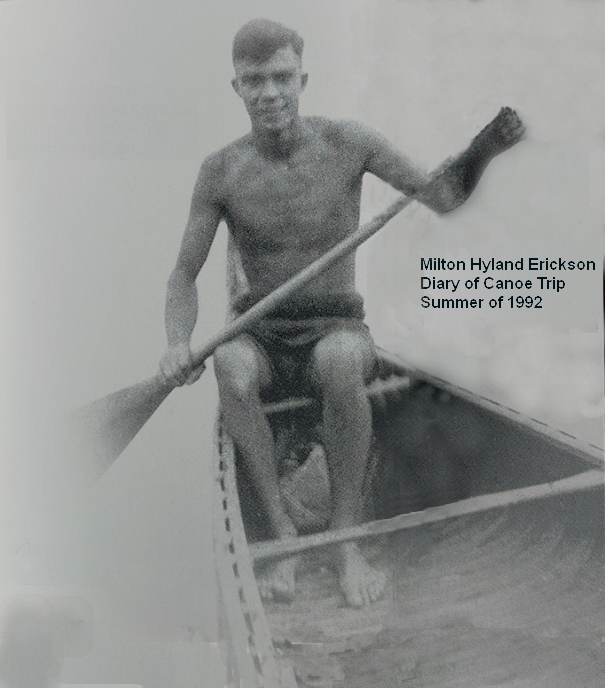 Milton Hyland Erickson
Diary of Canoe Trip
Summer of 1992